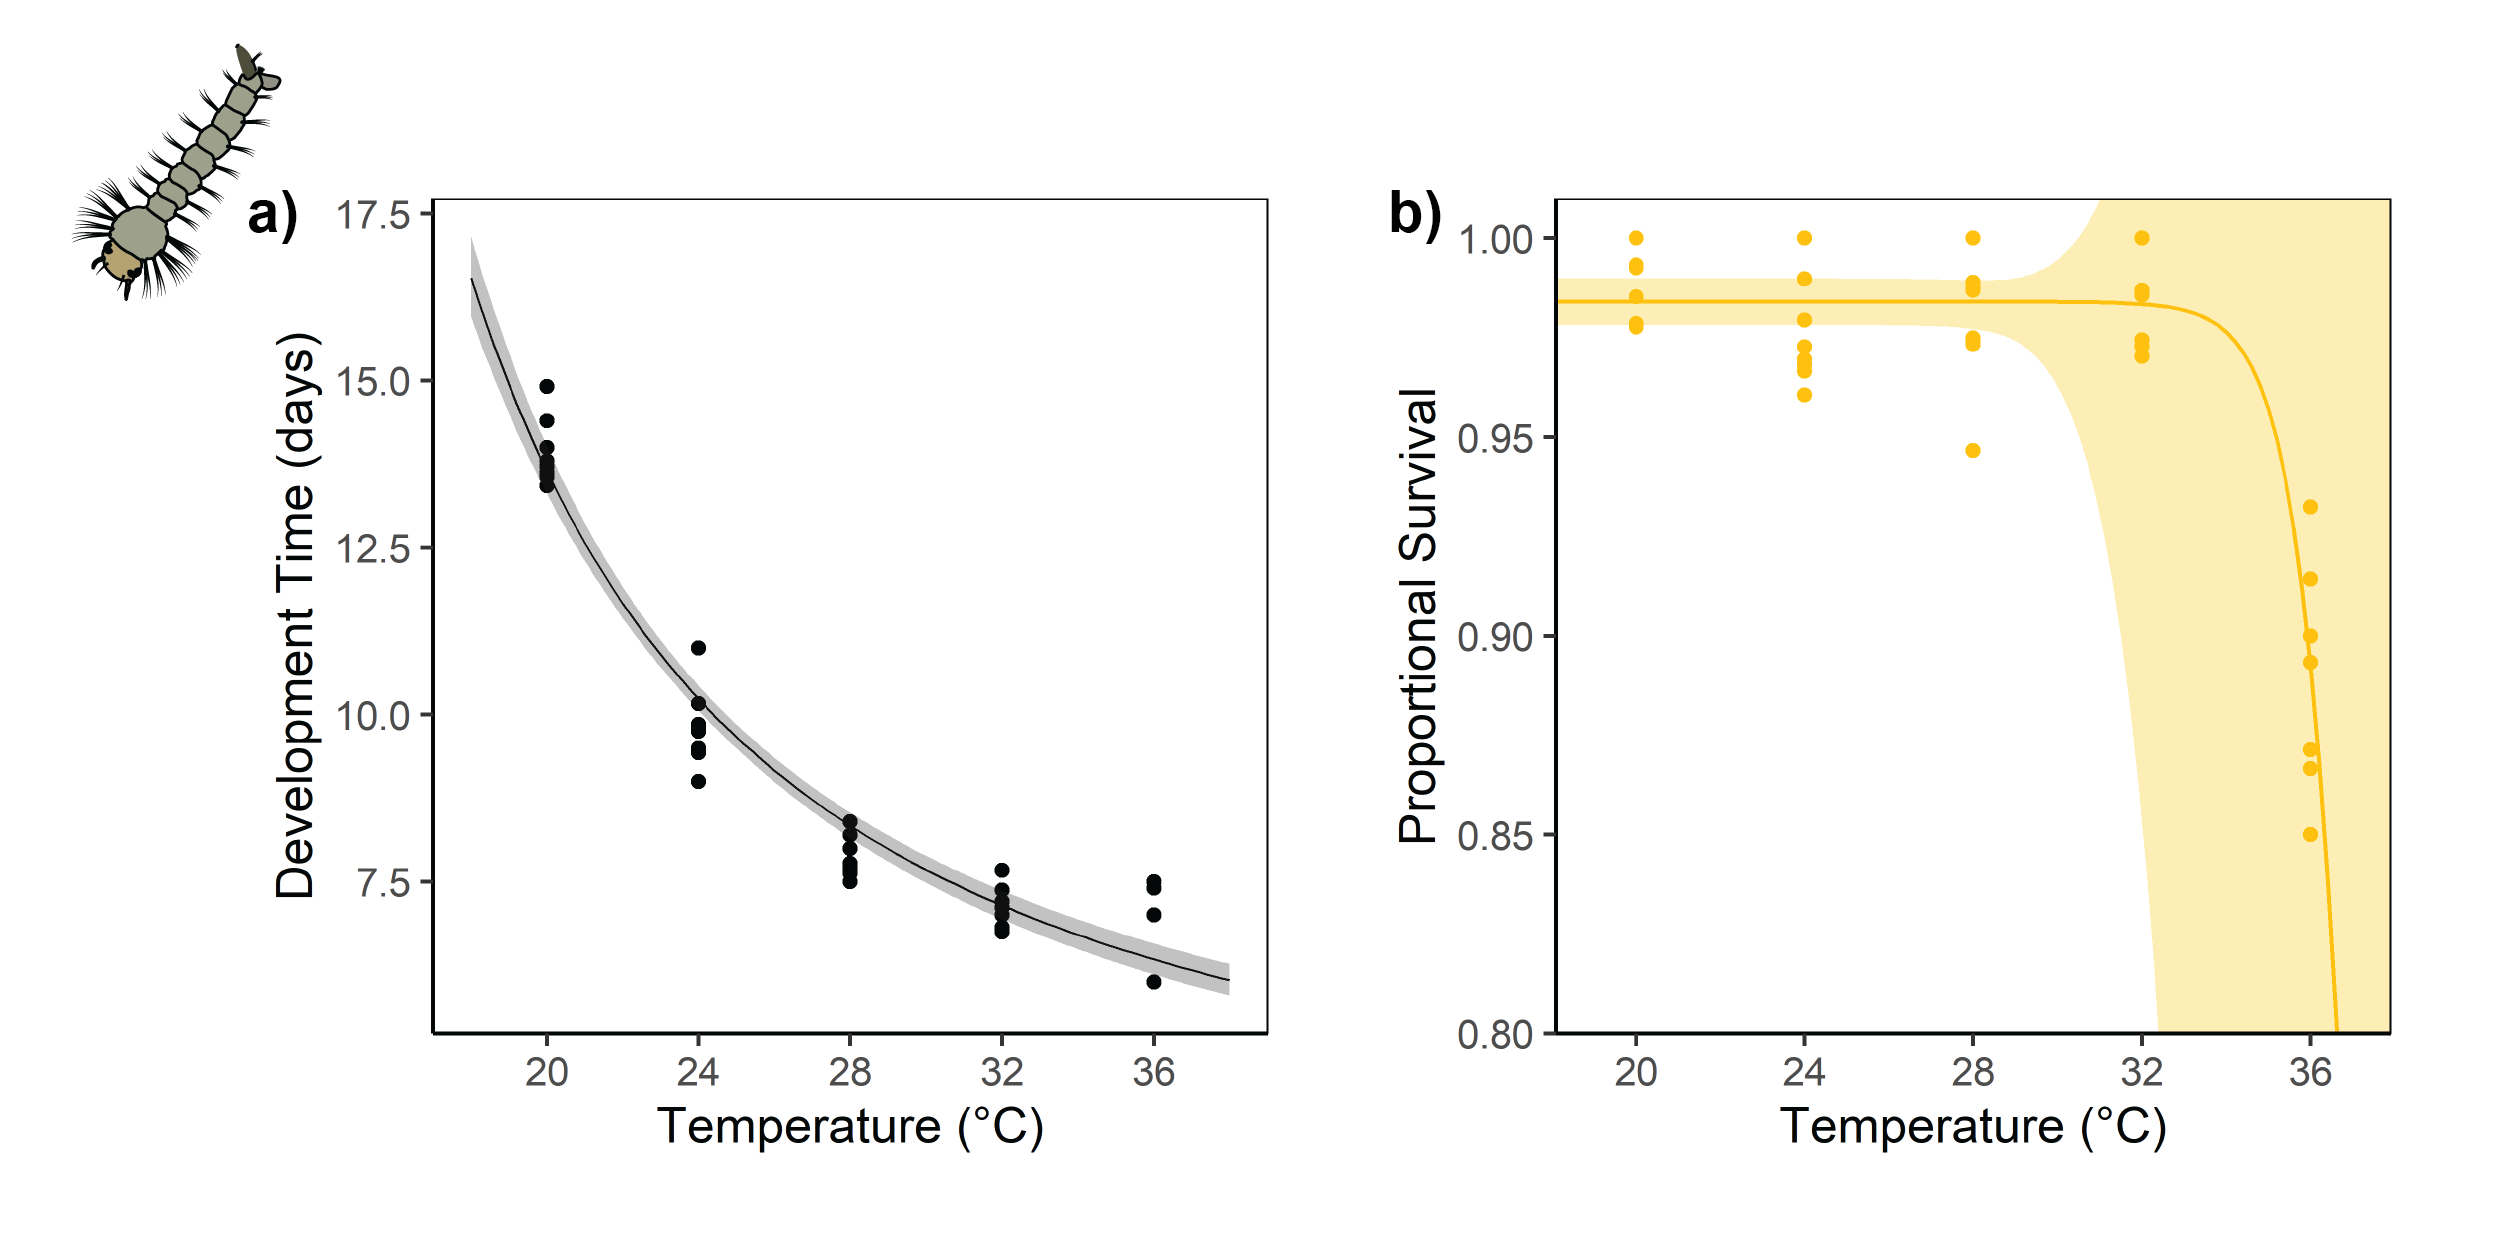 a)
17.5
15.0
12.5
10.0
7.5
Development Time (days)
20 24 28 32 36
Temperature (°C)
b)
1.00
0.95
0.90
0.85
0.80
Proportional Survival
20 24 28 32 36
Temperature (°C)